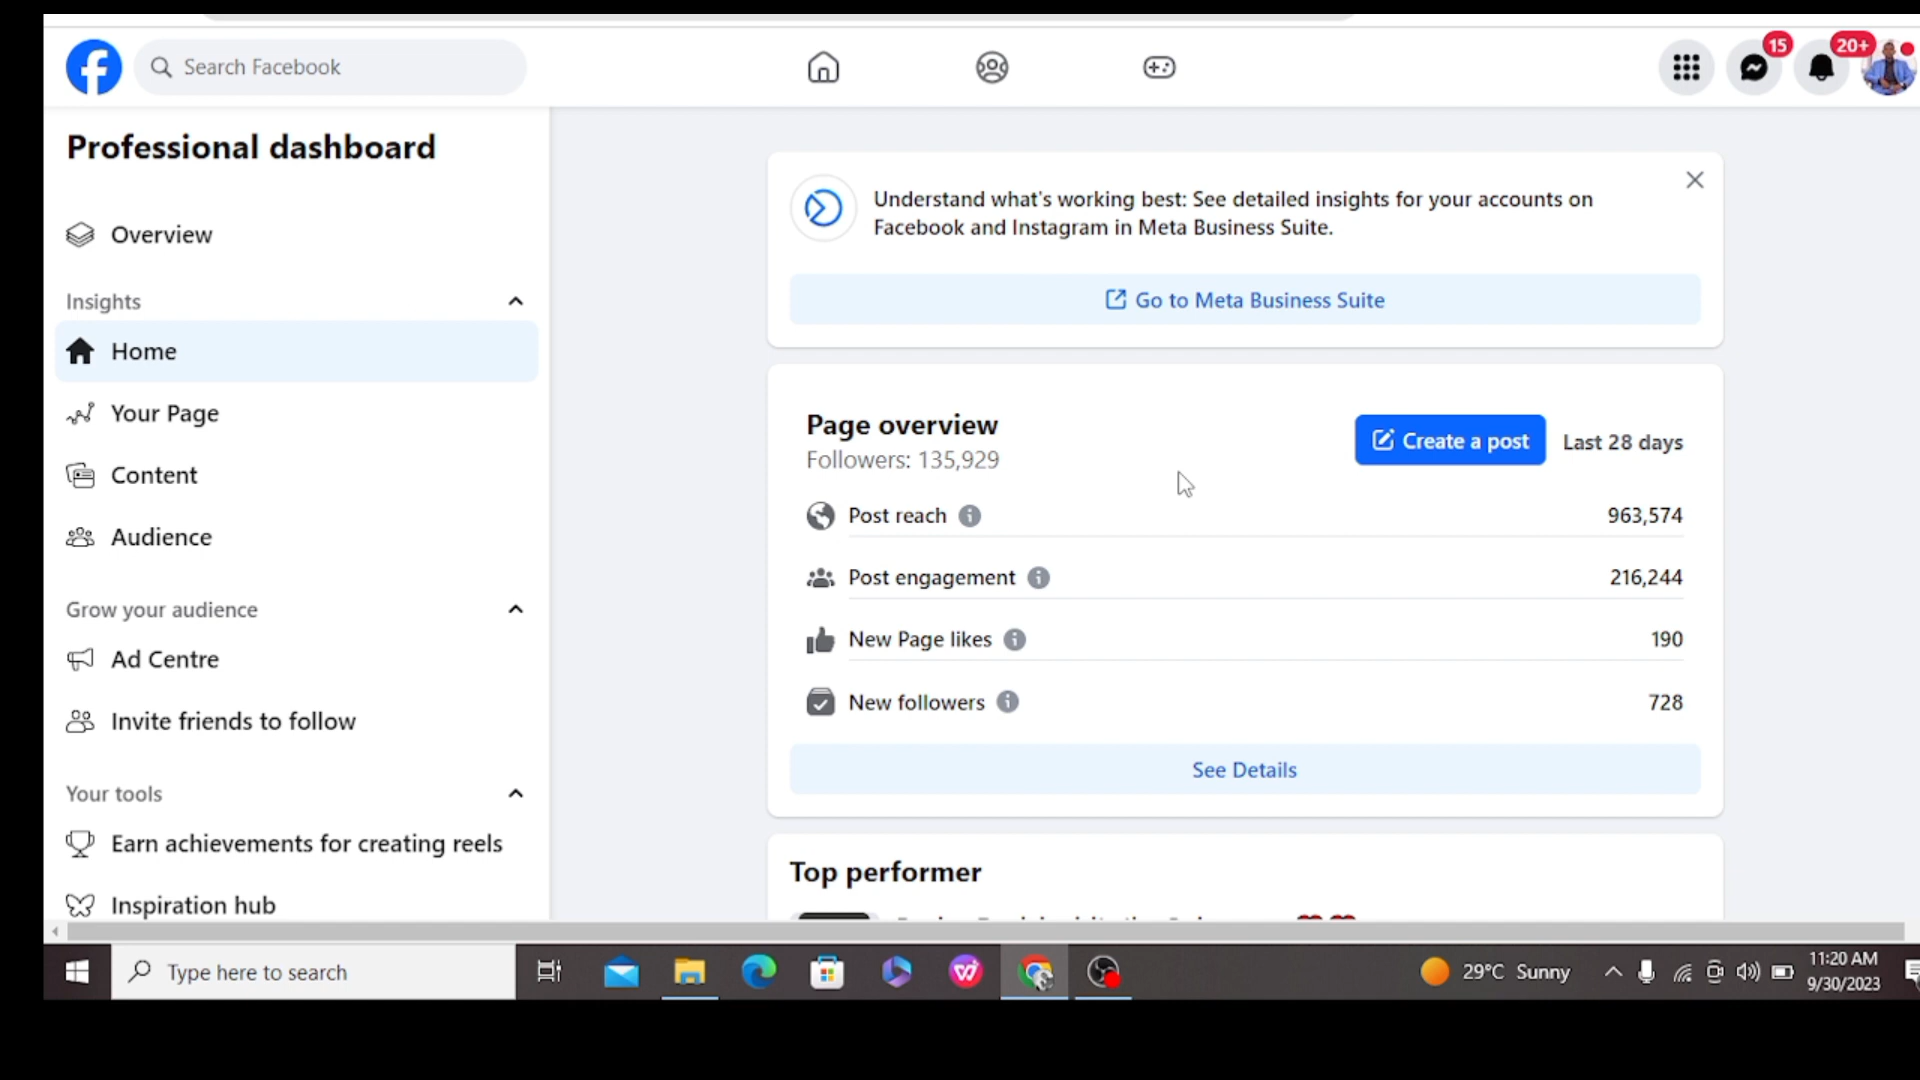 Search Facebook
15
20+
Professional dashboard
Overview
Insights
Home
Your Page
Content
Audience
Grow your audience
Ad Centre
Invite friends to follow
Your tools
Earn achievements for creating reels
Inspiration hub
Understand what's working best: See detailed insights for your accounts on
Facebook and Instagram in Meta Business Suite.
Go to Meta Business Suite
Page overview
Followers: 135,929
Create a post
Last 28 days
Post reach 963,574
Post engagement 216,244
New Page likes 190
New followers 728
See Details
Top performer
Type here to search
29°C Sunny
11:20 AM
9/30/2023